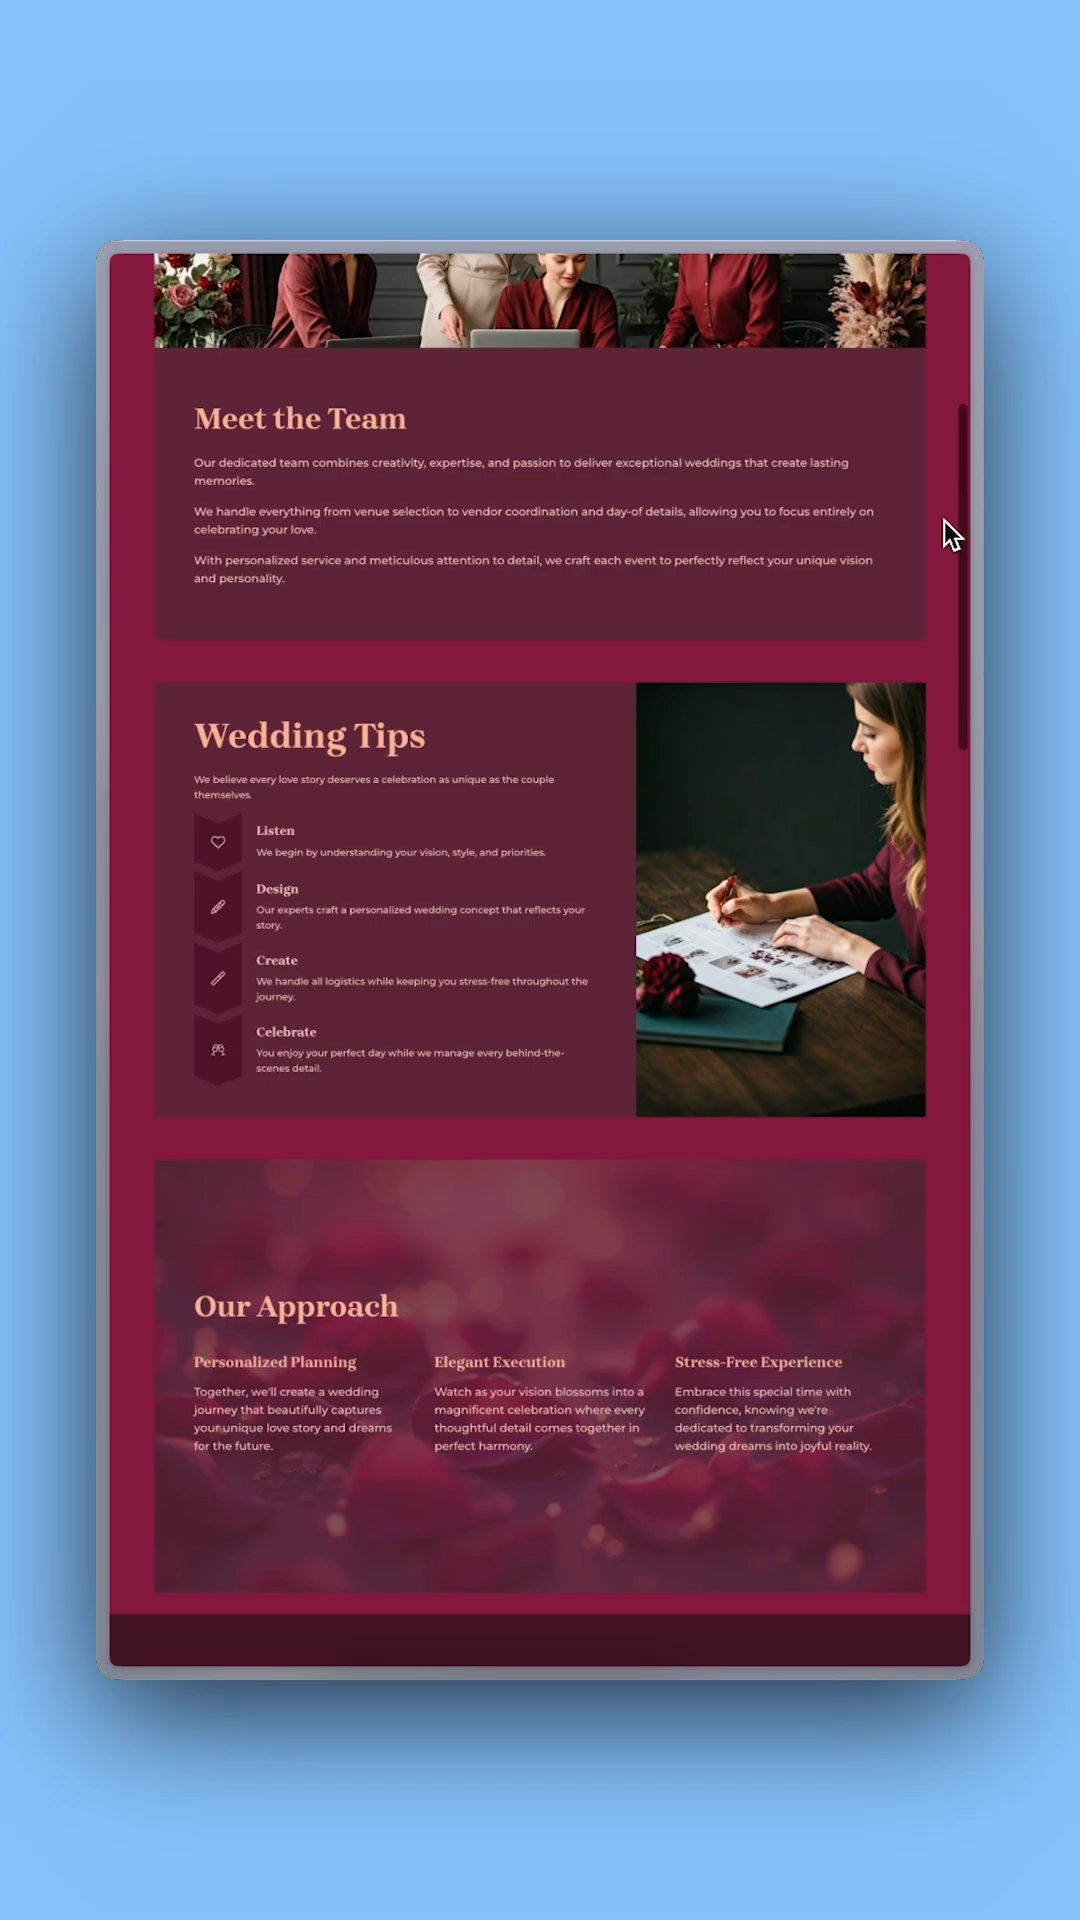 Meet the Team
Our dedicated team combines creativity, expertise, and passion to deliver exceptional weddings that create lasting
memories.
We handle everything from venue selection to vendor coordination and day-of details, allowing you to focus entirely on
celebrating your love.
With personalized service and meticulous attention to detail, we craft each event to perfectly reflect your unique vision
and personality.
Wedding Tips
We believe every love story deserves a celebration as unique as the couple
themselves.
Listen
We begin by understanding your vision, style, and priorities.
Design
Our experts craft a personalized wedding concept that reflects your
story.
Create
We handle all logistics while keeping you stress-free throughout the
journey.
Celebrate
You enjoy your perfect day while we manage every behind-the-
scenes detail.
Our Approach
Personalized Planning
Together, we'll create a wedding
journey that beautifully captures
your unique love story and dreams
for the future.
Elegant Execution
Watch as your vision blossoms into a
magnificent celebration where every
thoughtful detail comes together in
perfect harmony.
Stress-Free Experience
Embrace this special time with
confidence, knowing we're
dedicated to transforming your
wedding dreams into joyful reality.